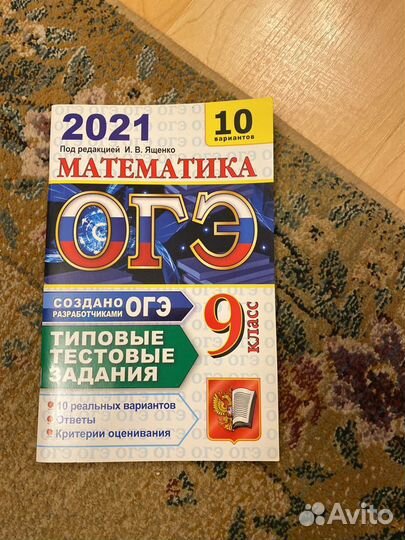 2021
10
вариантов
Под редакцией И. В. Ященко
МАТЕМАТИКА
ОГЭ
СОЗДАНО
РАЗРАБОТЧИКАМИ ОГЭ
9 класс
ТИПОВЫЕ
ТЕСТОВЫЕ
ЗАДАНИЯ
10 реальных вариантов
Ответы
Критерии оценивания
Avito